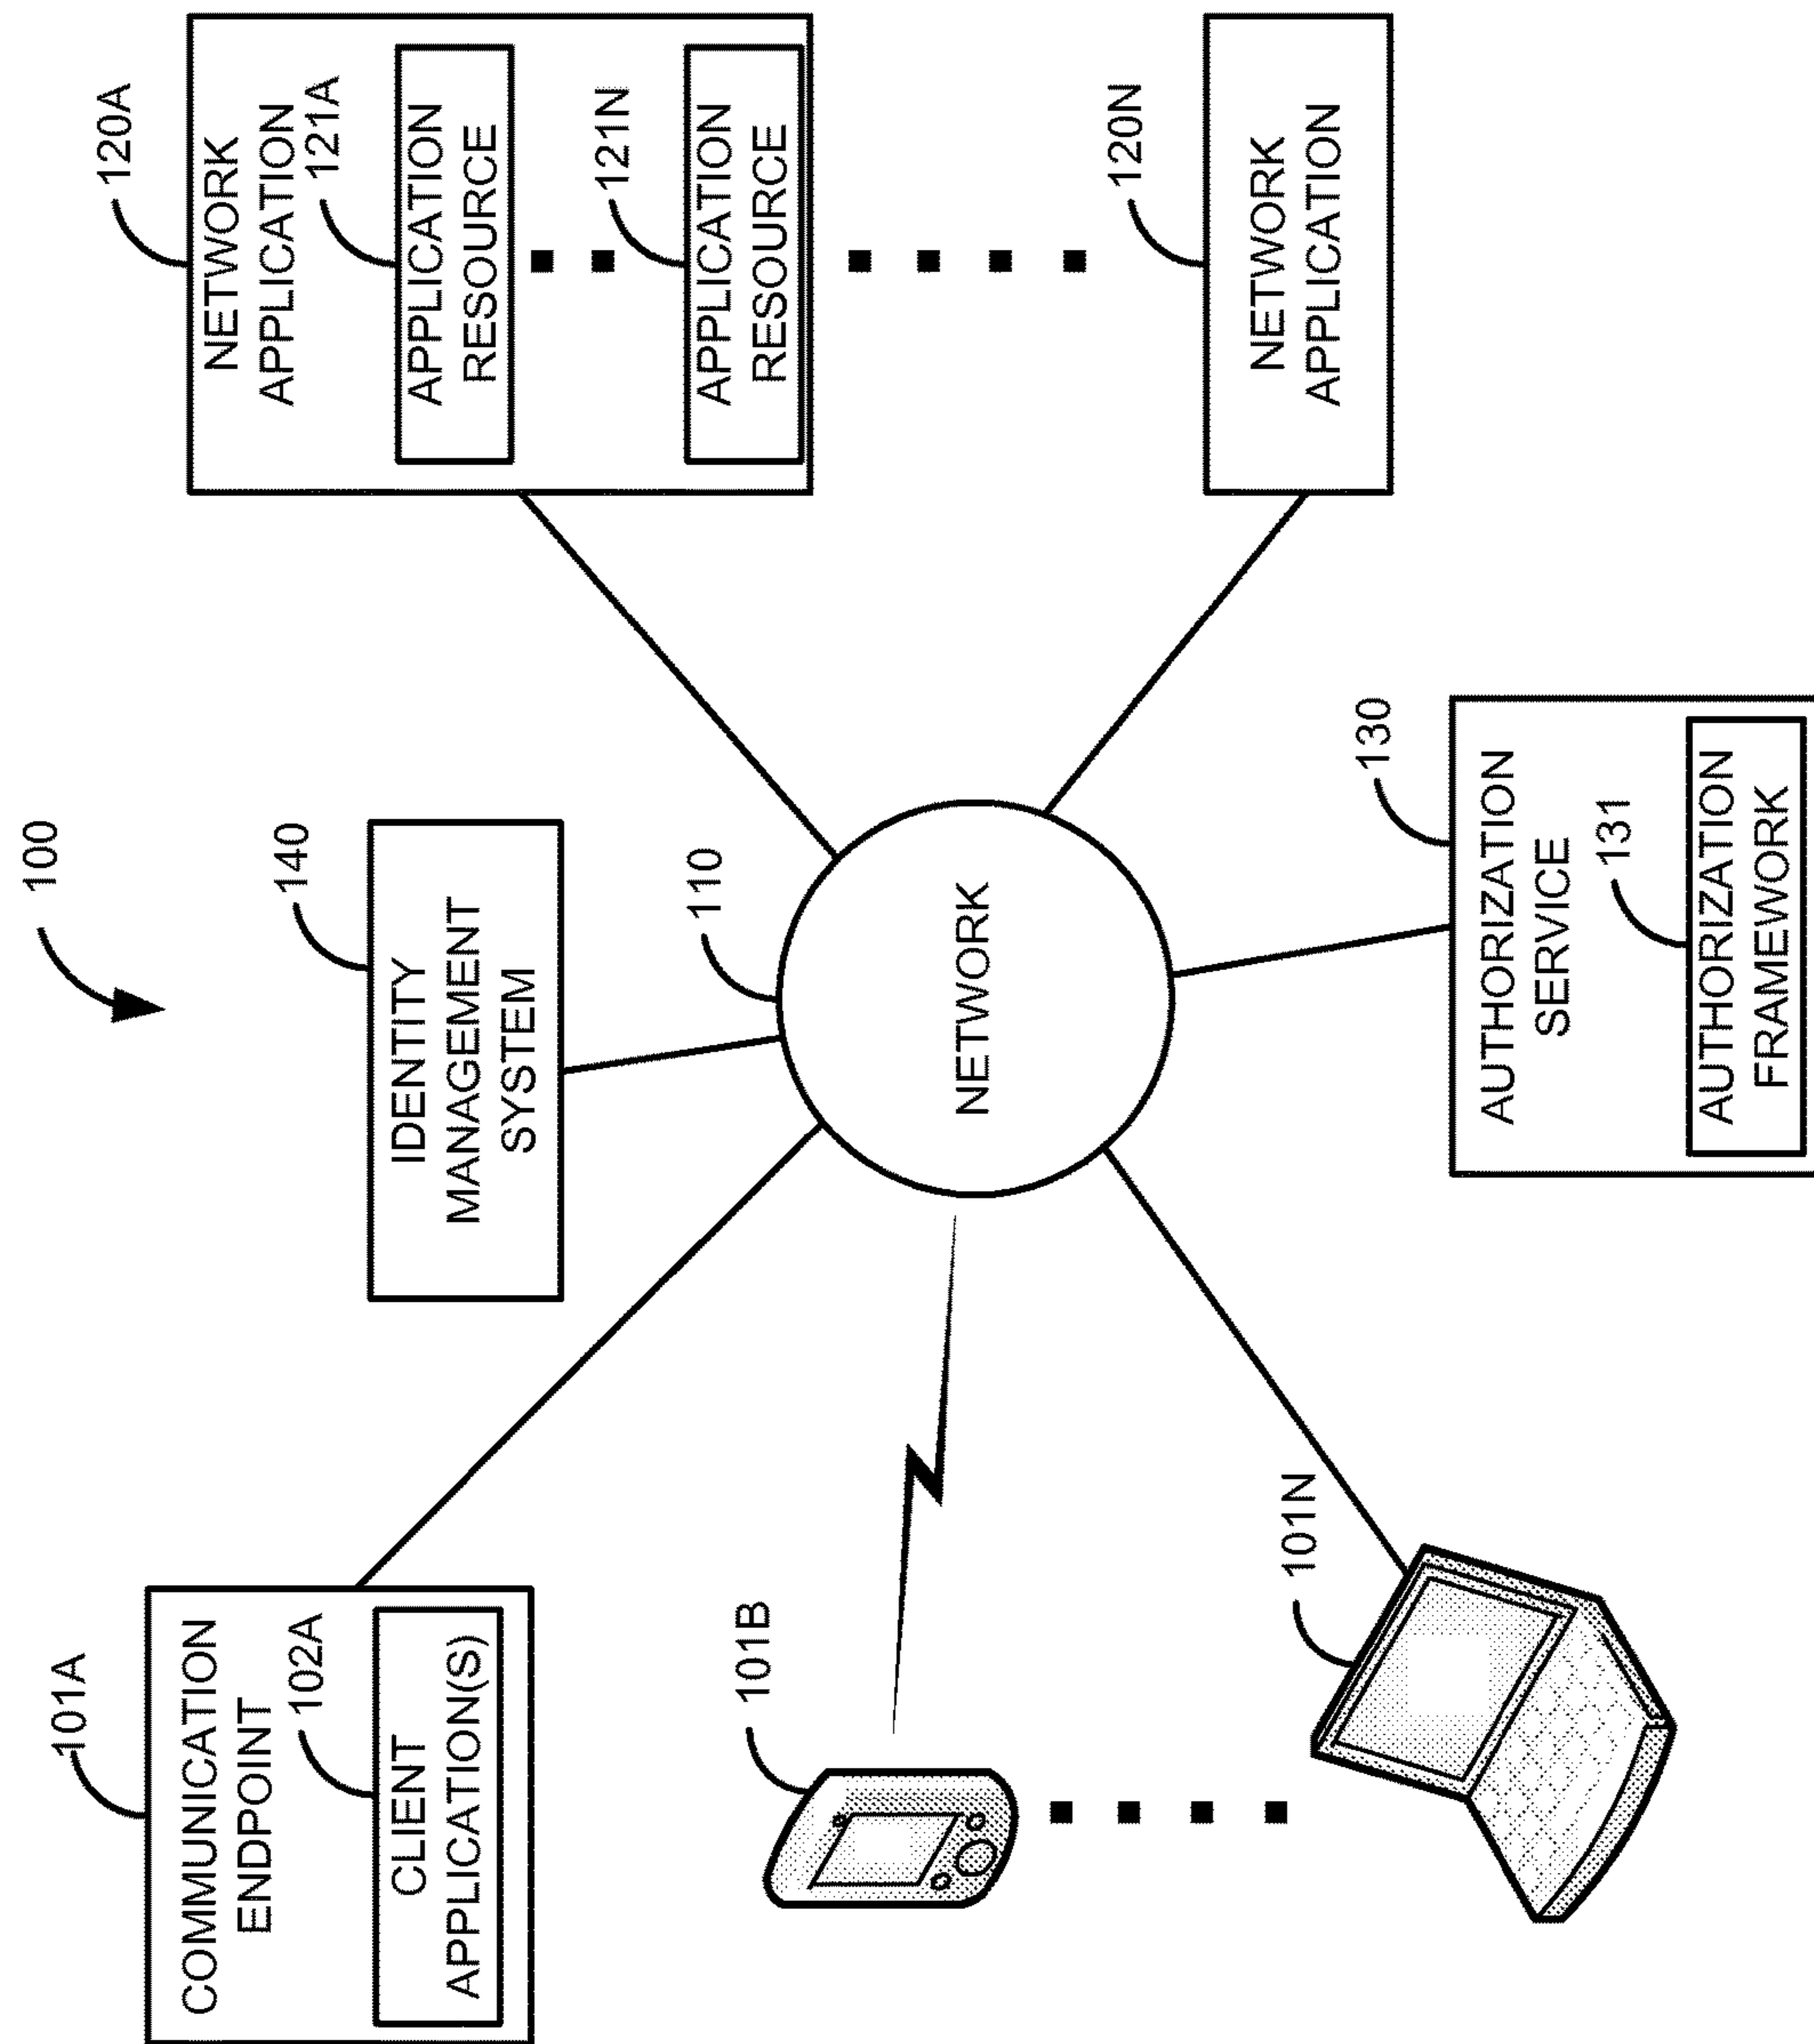 100
101A
COMMUNICATION
ENDPOINT
102A
CLIENT
APPLICATION(S)
140
IDENTITY
MANAGEMENT
SYSTEM
120A
NETWORK
APPLICATION
121A
APPLICATION
RESOURCE
121N
APPLICATION
RESOURCE
101B
110
NETWORK
101N
120N
NETWORK
APPLICATION
130
AUTHORIZATION
SERVICE
131
AUTHORIZATION
FRAMEWORK